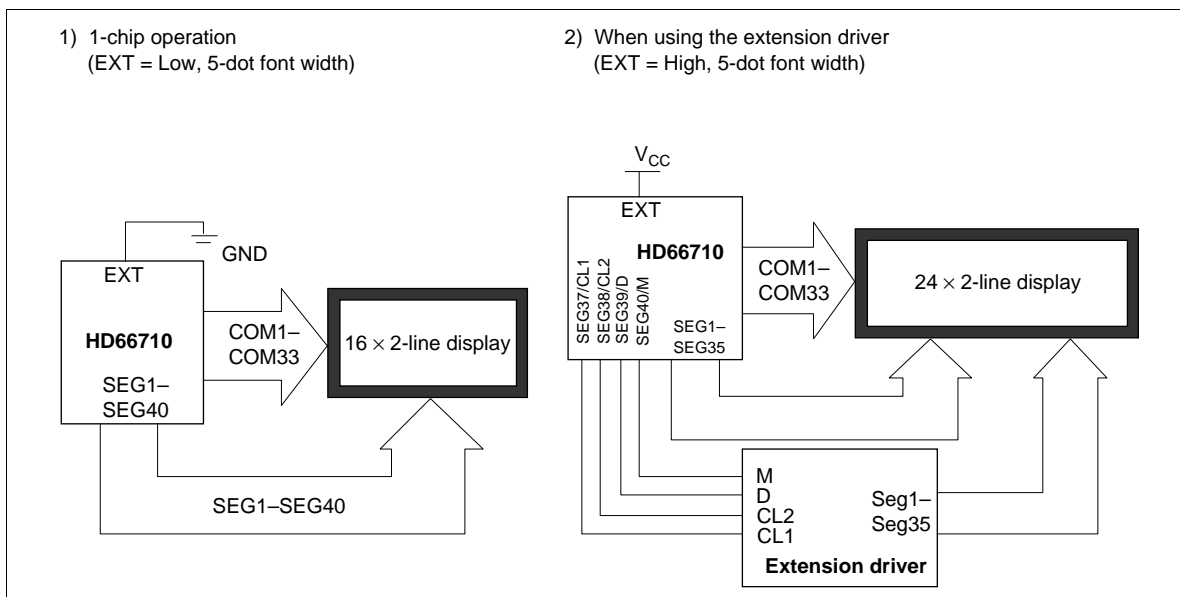 1) 1-chip operation
(EXT = Low, 5-dot font width)
GND
EXT
HD66710
COM1–
COM33
SEG1–
SEG40
16 × 2-line display
SEG1–SEG40
2) When using the extension driver
(EXT = High, 5-dot font width)
VCC
EXT
HD66710
SEG37/CL1
SEG38/CL2
SEG39/D
SEG40/M
SEG1–
SEG35
COM1–
COM33
24 × 2-line display
M
D
CL2
CL1
Seg1–
Seg35
Extension driver